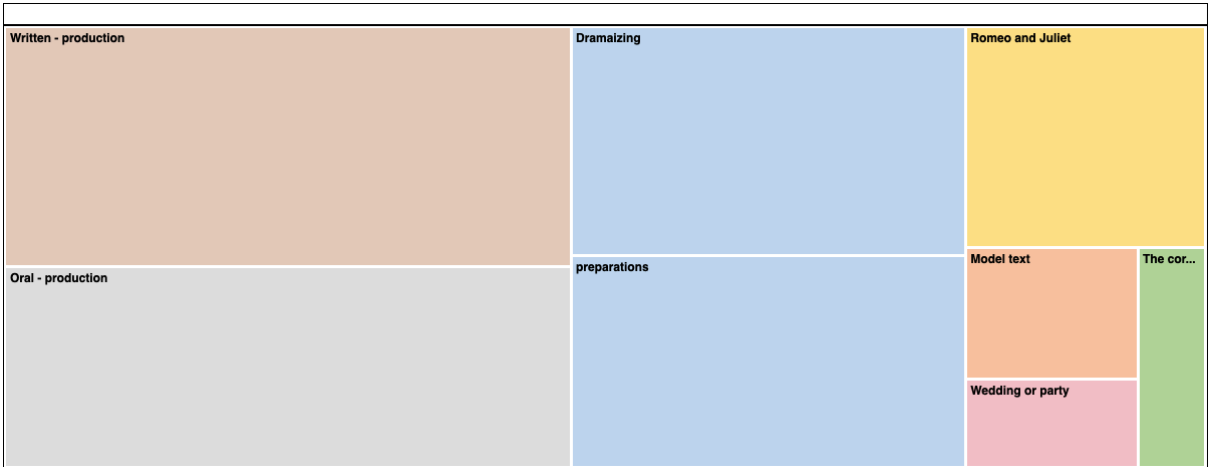 Written - production
Dramaizing
Romeo and Juliet
Oral - production
preparations
Model text
The cor...
Wedding or party